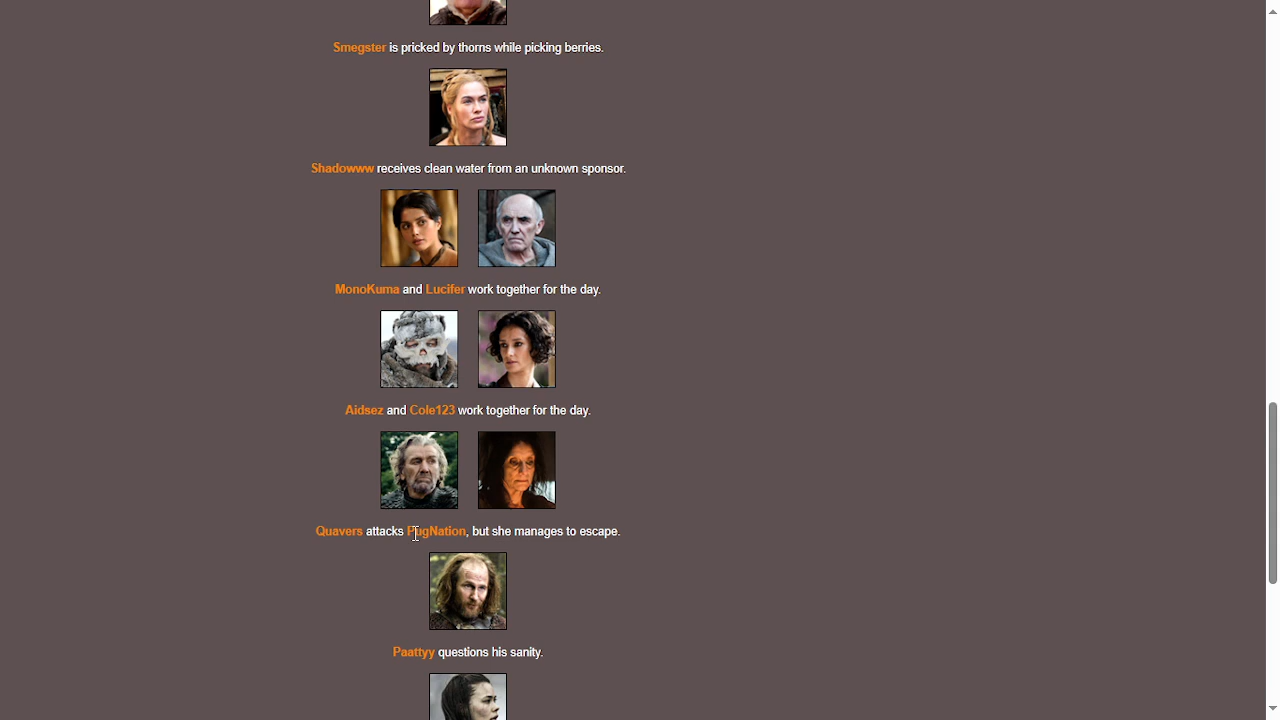 Smegster is pricked by thorns while picking berries.
Shadowww receives clean water from an unknown sponsor.
MonoKuma and Lucifer work together for the day.
Aidsez and Cole123 work together for the day.
Quavers attacks PugNation, but she manages to escape.
Paattyy questions his sanity.